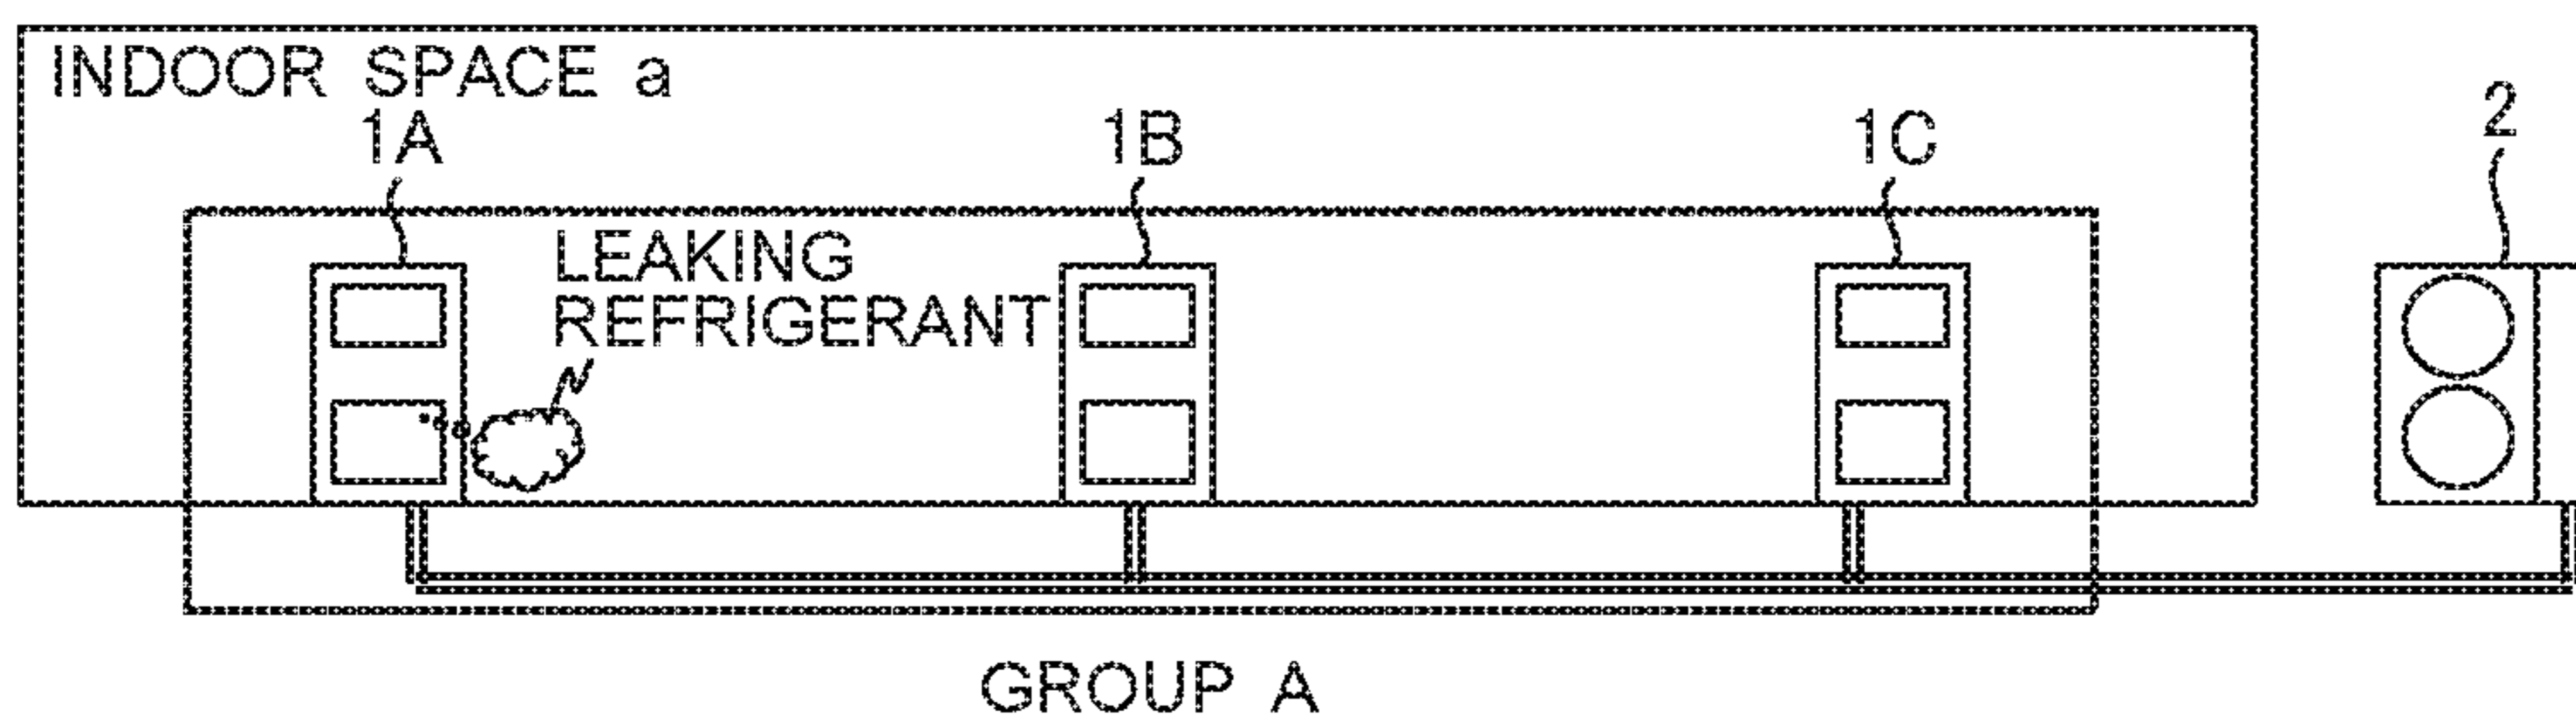 INDOOR SPACE a
1A
1B
1C
2
LEAKING
REFRIGERANT
GROUP A